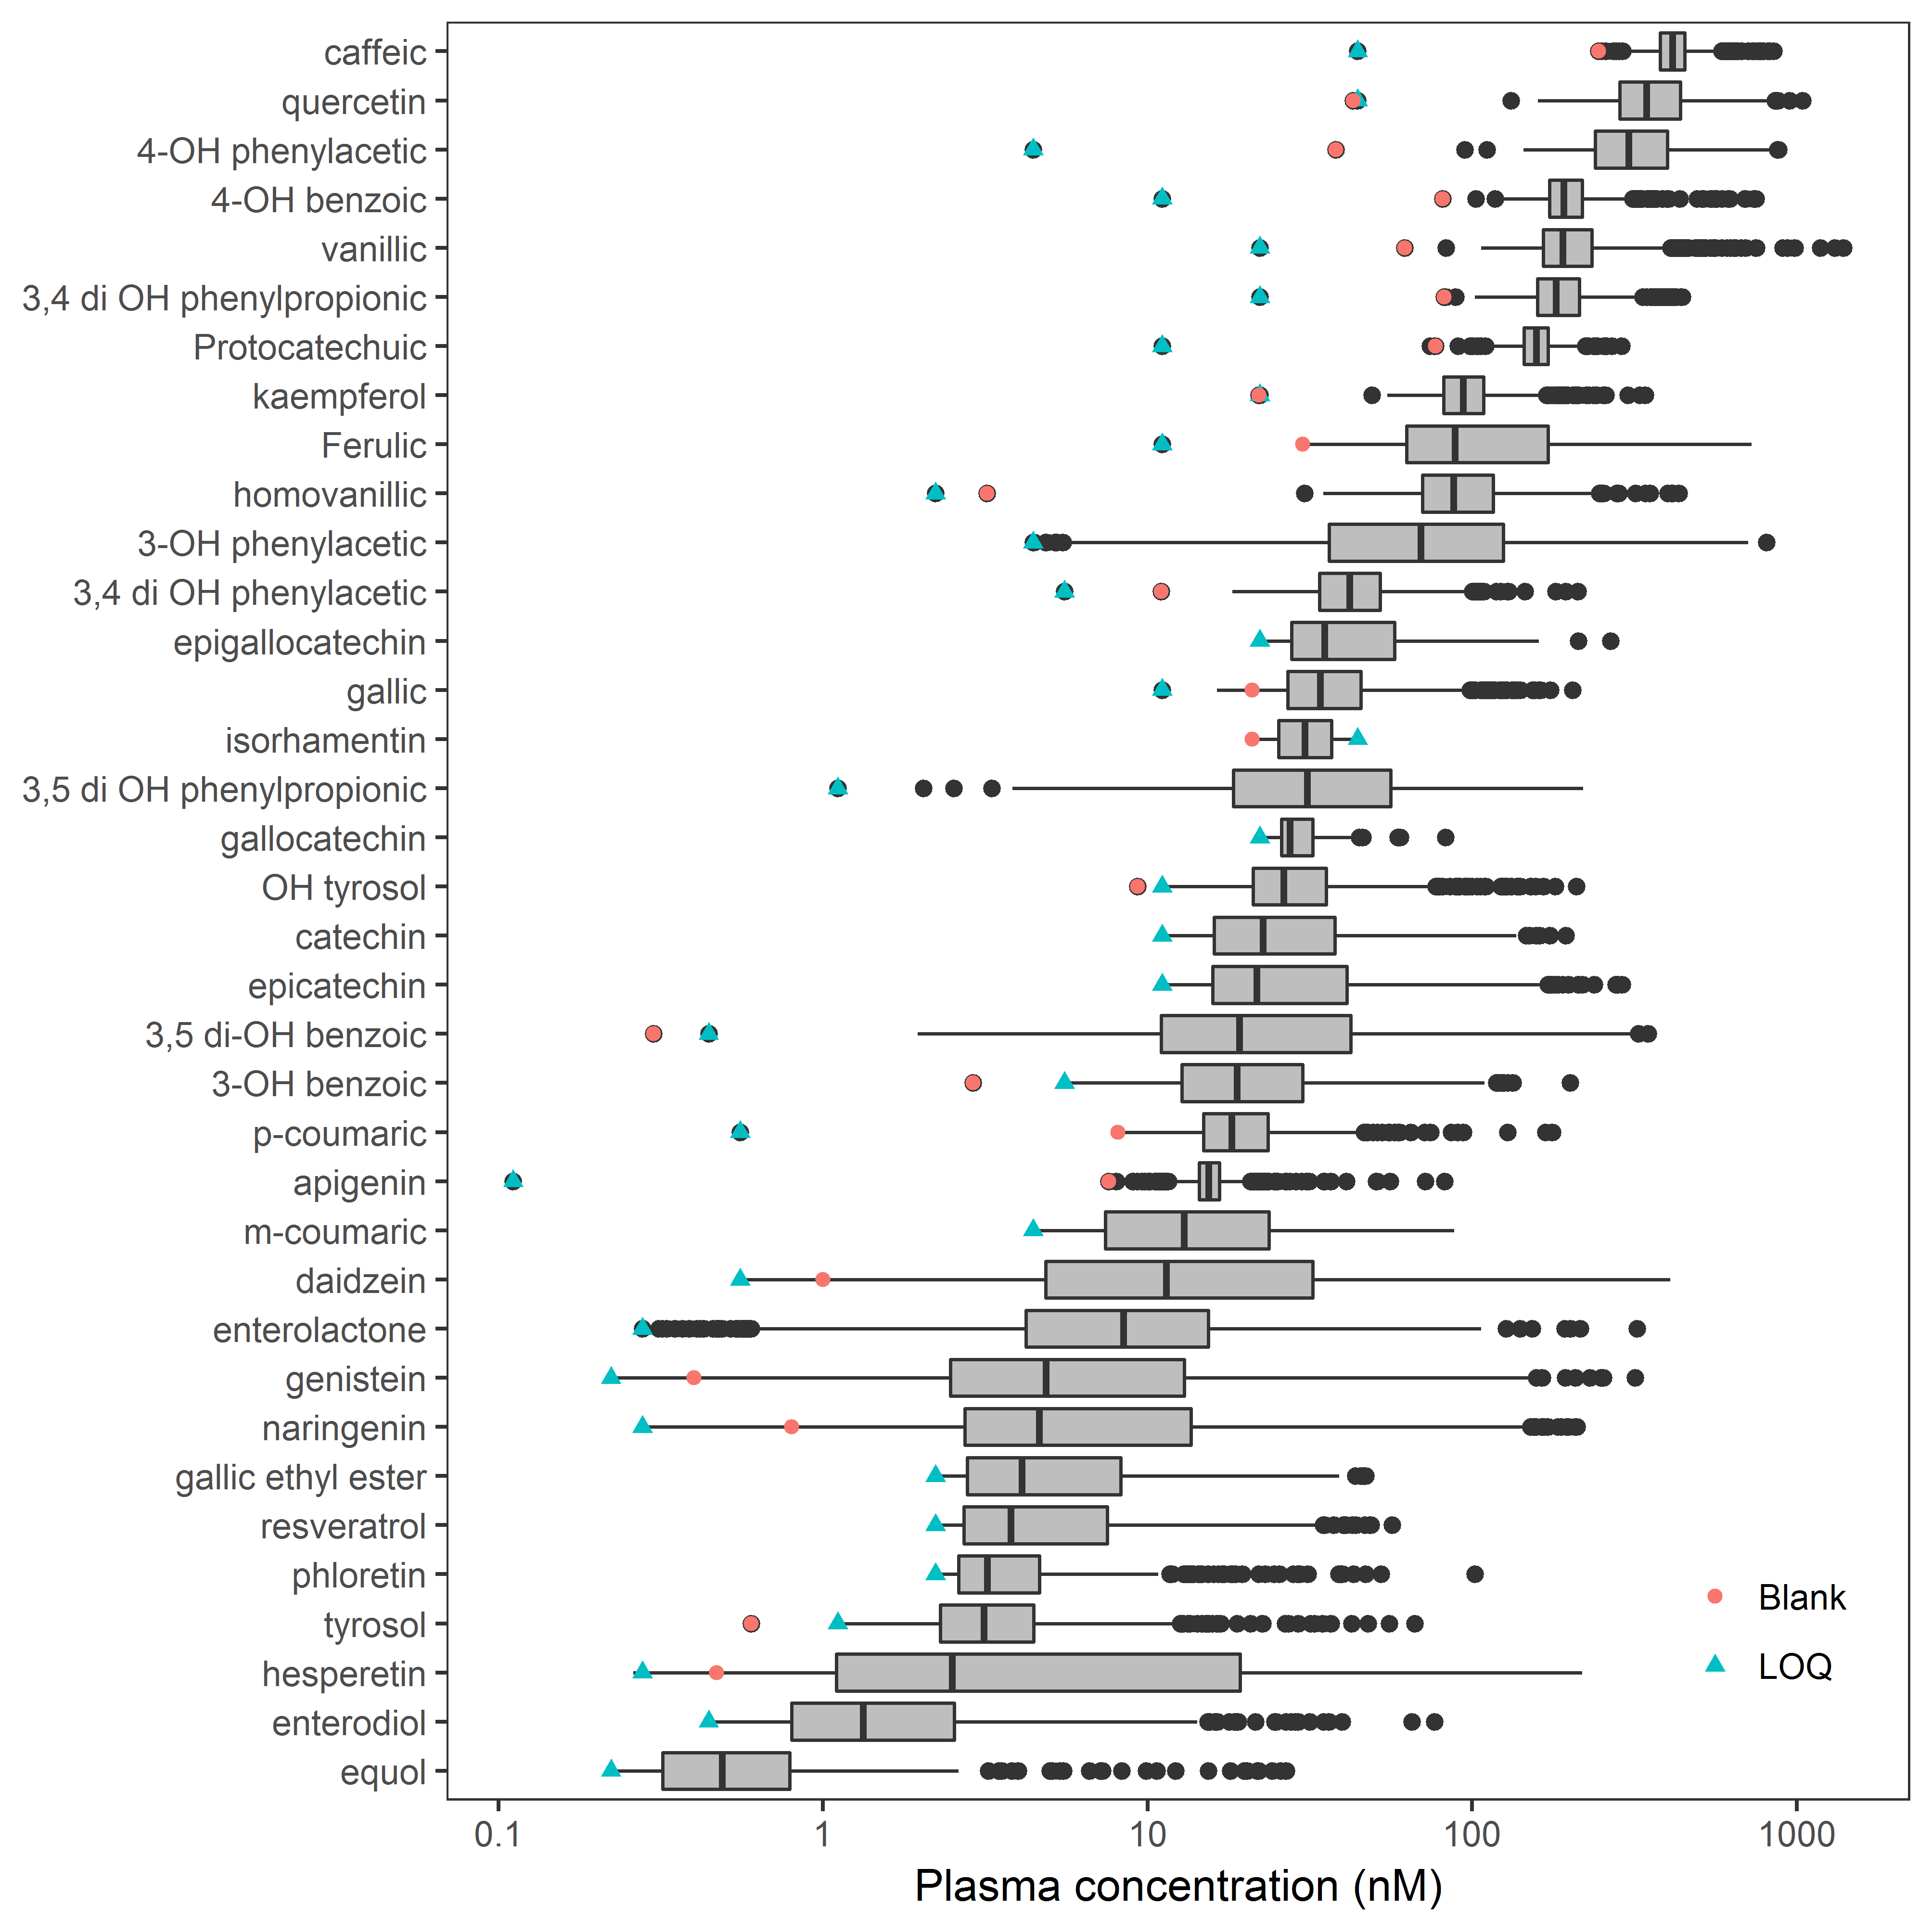 caffeic
quercetin
4-OH phenylacetic
4-OH benzoic
vanillic
3,4 di OH phenylpropionic
Protocatechuic
kaempferol
Ferulic
homovanillic
3-OH phenylacetic
3,4 di OH phenylacetic
epigallocatechin
gallic
isorhamentin
3,5 di OH phenylpropionic
gallocatechin
OH tyrosol
catechin
epicatechin
3,5 di-OH benzoic
3-OH benzoic
p-coumaric
apigenin
m-coumaric
daidzein
enterolactone
genistein
naringenin
gallic ethyl ester
resveratrol
phloretin
tyrosol
hesperetin
enterodiol
equol
Blank
LOQ
0.1 1 10 100 1000
Plasma concentration (nM)